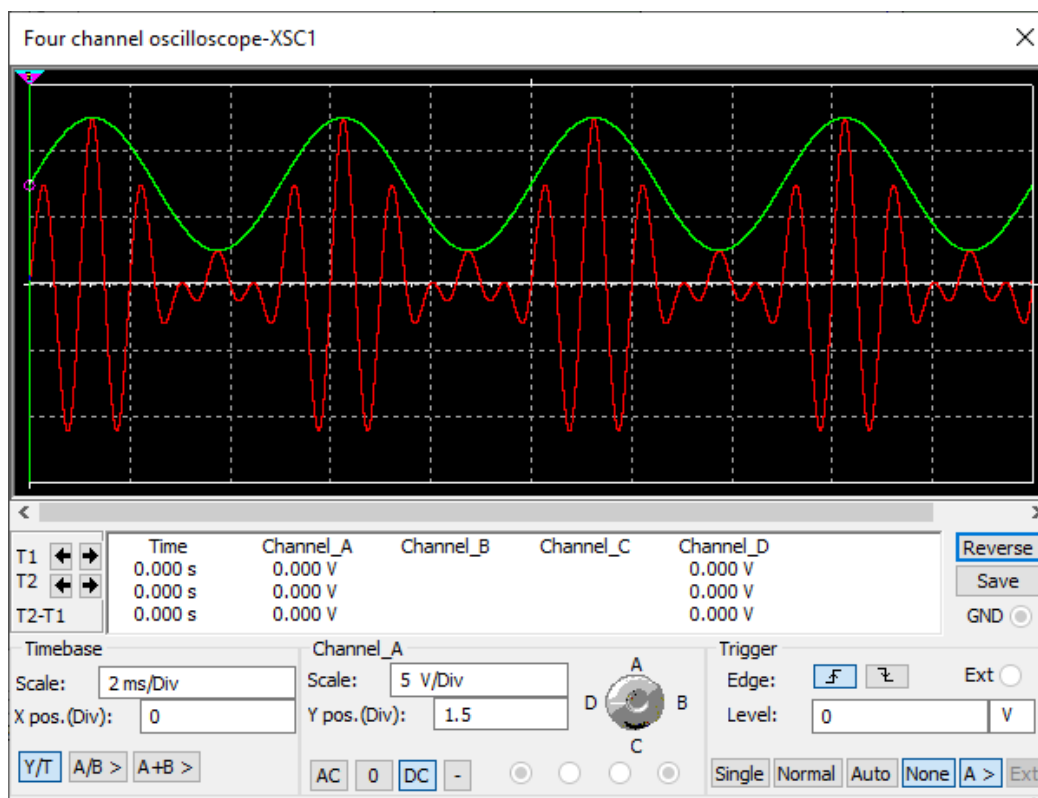 Four channel oscilloscope-XSC1
Time Channel_A Channel_B Channel_C Channel_D
T1 0.000 s 0.000 V 0.000 V
T2 0.000 s 0.000 V 0.000 V
T2-T1 0.000 s 0.000 V 0.000 V
Reverse
Save
GND
Timebase
Scale: 2 ms/Div
X pos.(Div): 0
Y/T A/B > A+B >
Channel_A
Scale: 5 V/Div
Y pos.(Div): 1.5
AC 0 DC -
A
D B
C
Trigger
Edge: Ext
Level: 0 V
Single Normal Auto None A > Ext